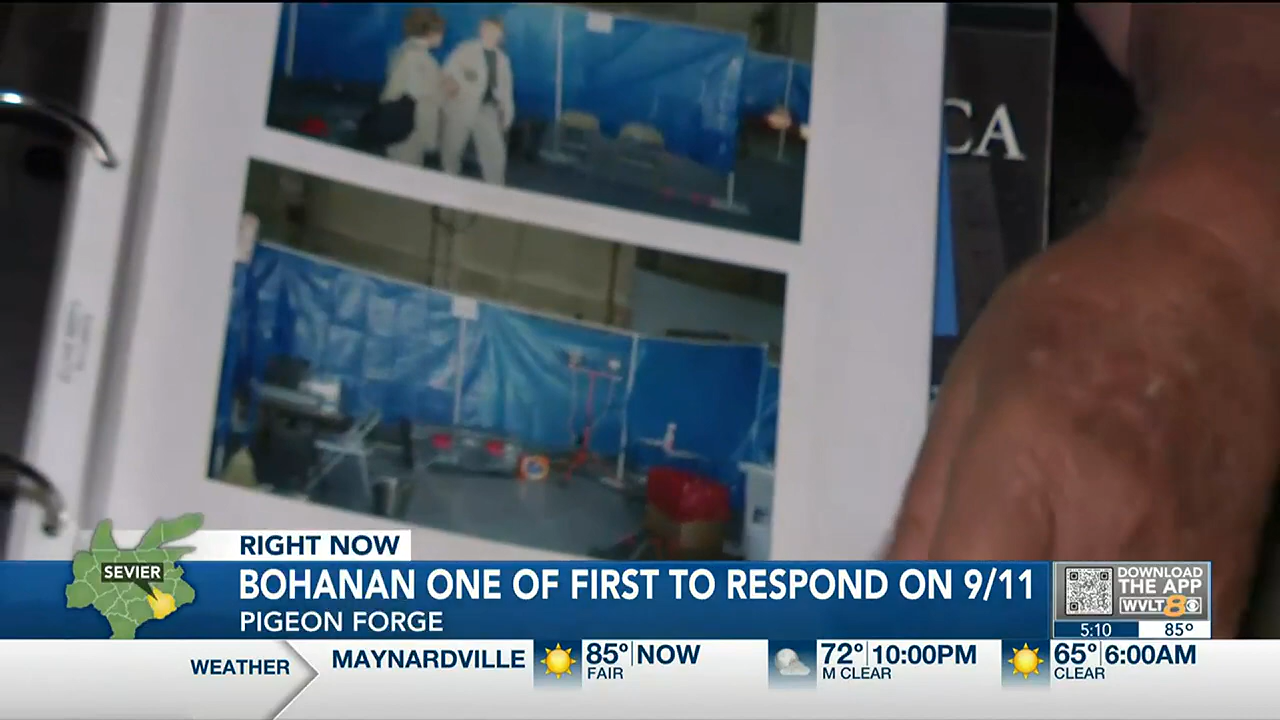 CA
RIGHT NOW
SEVIER
BOHANAN ONE OF FIRST TO RESPOND ON 9/11
PIGEON FORGE
DOWNLOAD
THE APP
WVLT8
5:10
85°
WEATHER
MAYNARDVILLE
85° NOW
FAIR
72° 10:00PM
M CLEAR
65° 6:00AM
CLEAR